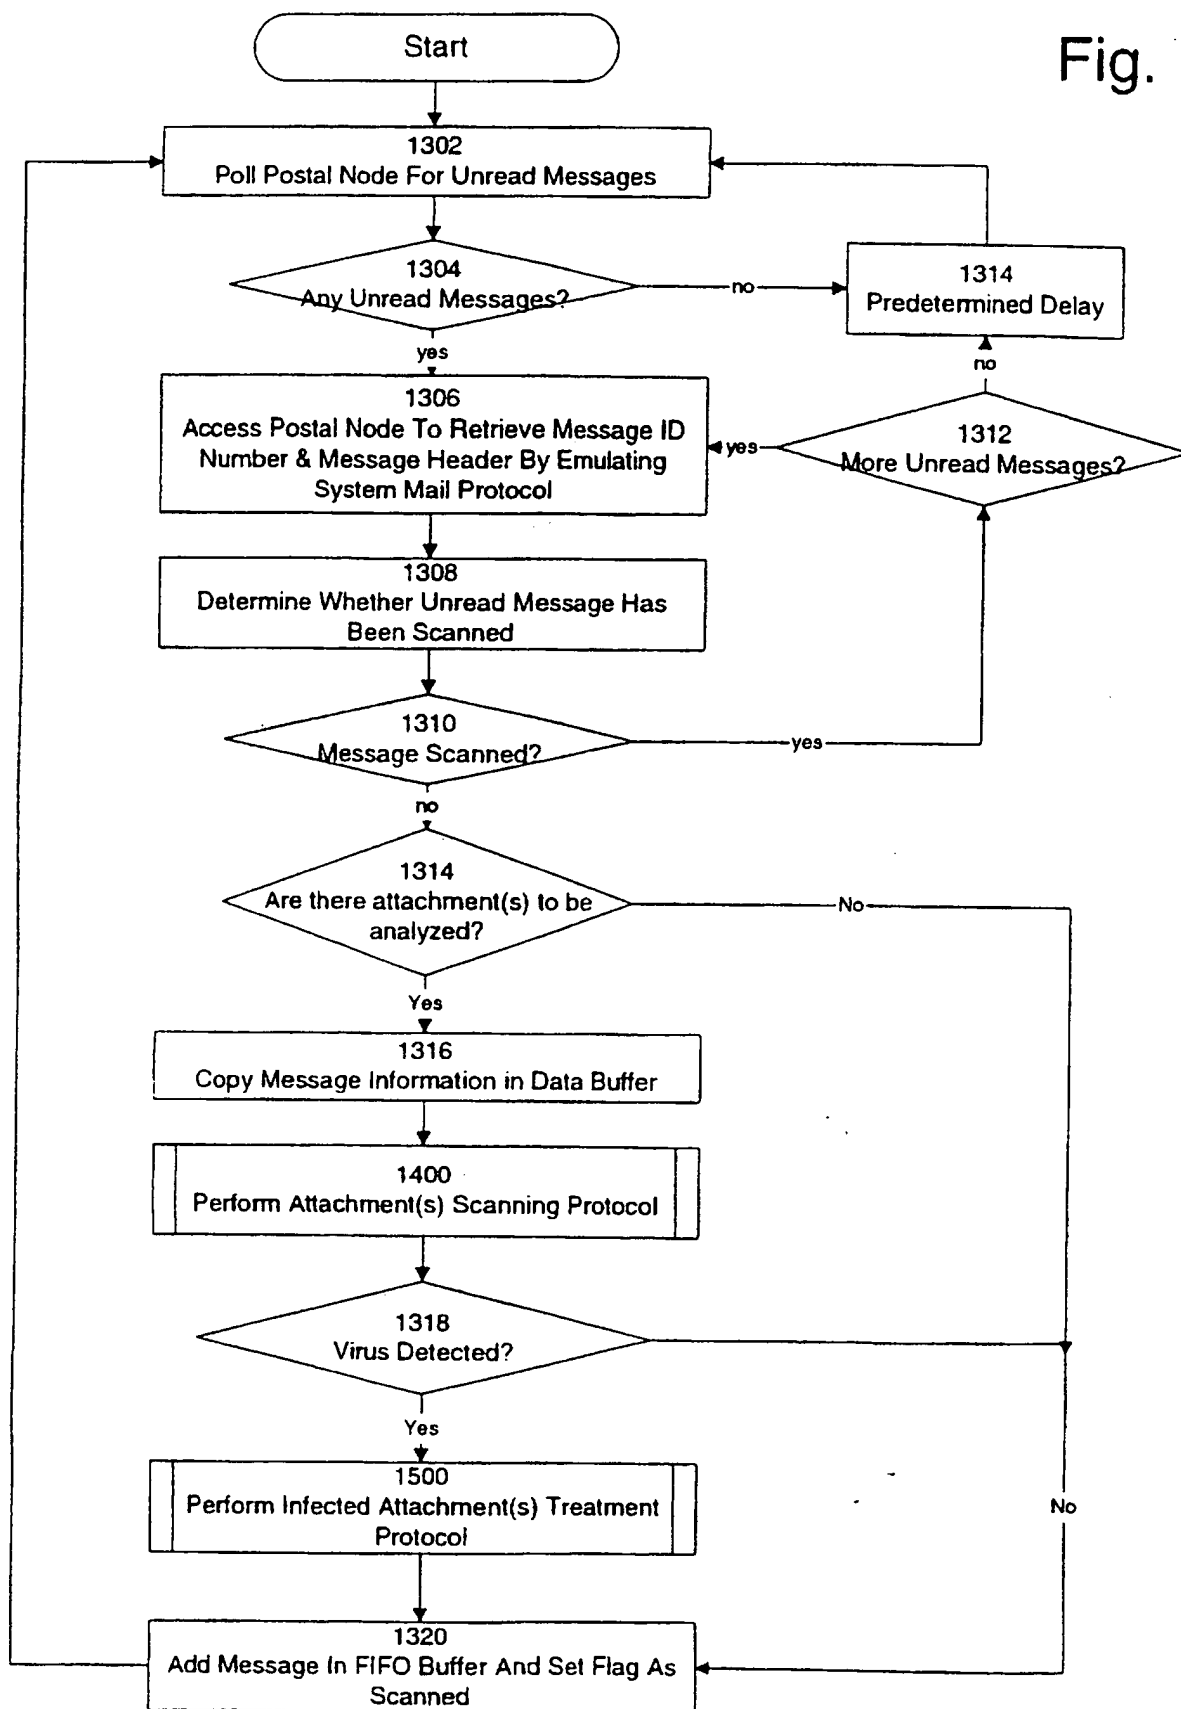 Start
Fig.
1302
Poll Postal Node For Unread Messages
1304
Any Unread Messages?
no
1314
Predetermined Delay
yes
no
1306
Access Postal Node To Retrieve Message ID
Number & Message Header By Emulating
System Mail Protocol
yes
1312
More Unread Messages?
1308
Determine Whether Unread Message Has
Been Scanned
1310
Message Scanned?
yes
no
1314
Are there attachment(s) to be
analyzed?
No
Yes
1316
Copy Message Information in Data Buffer
1400
Perform Attachment(s) Scanning Protocol
1318
Virus Detected?
Yes
1500
Perform Infected Attachment(s) Treatment
Protocol
No
1320
Add Message In FIFO Buffer And Set Flag As
Scanned